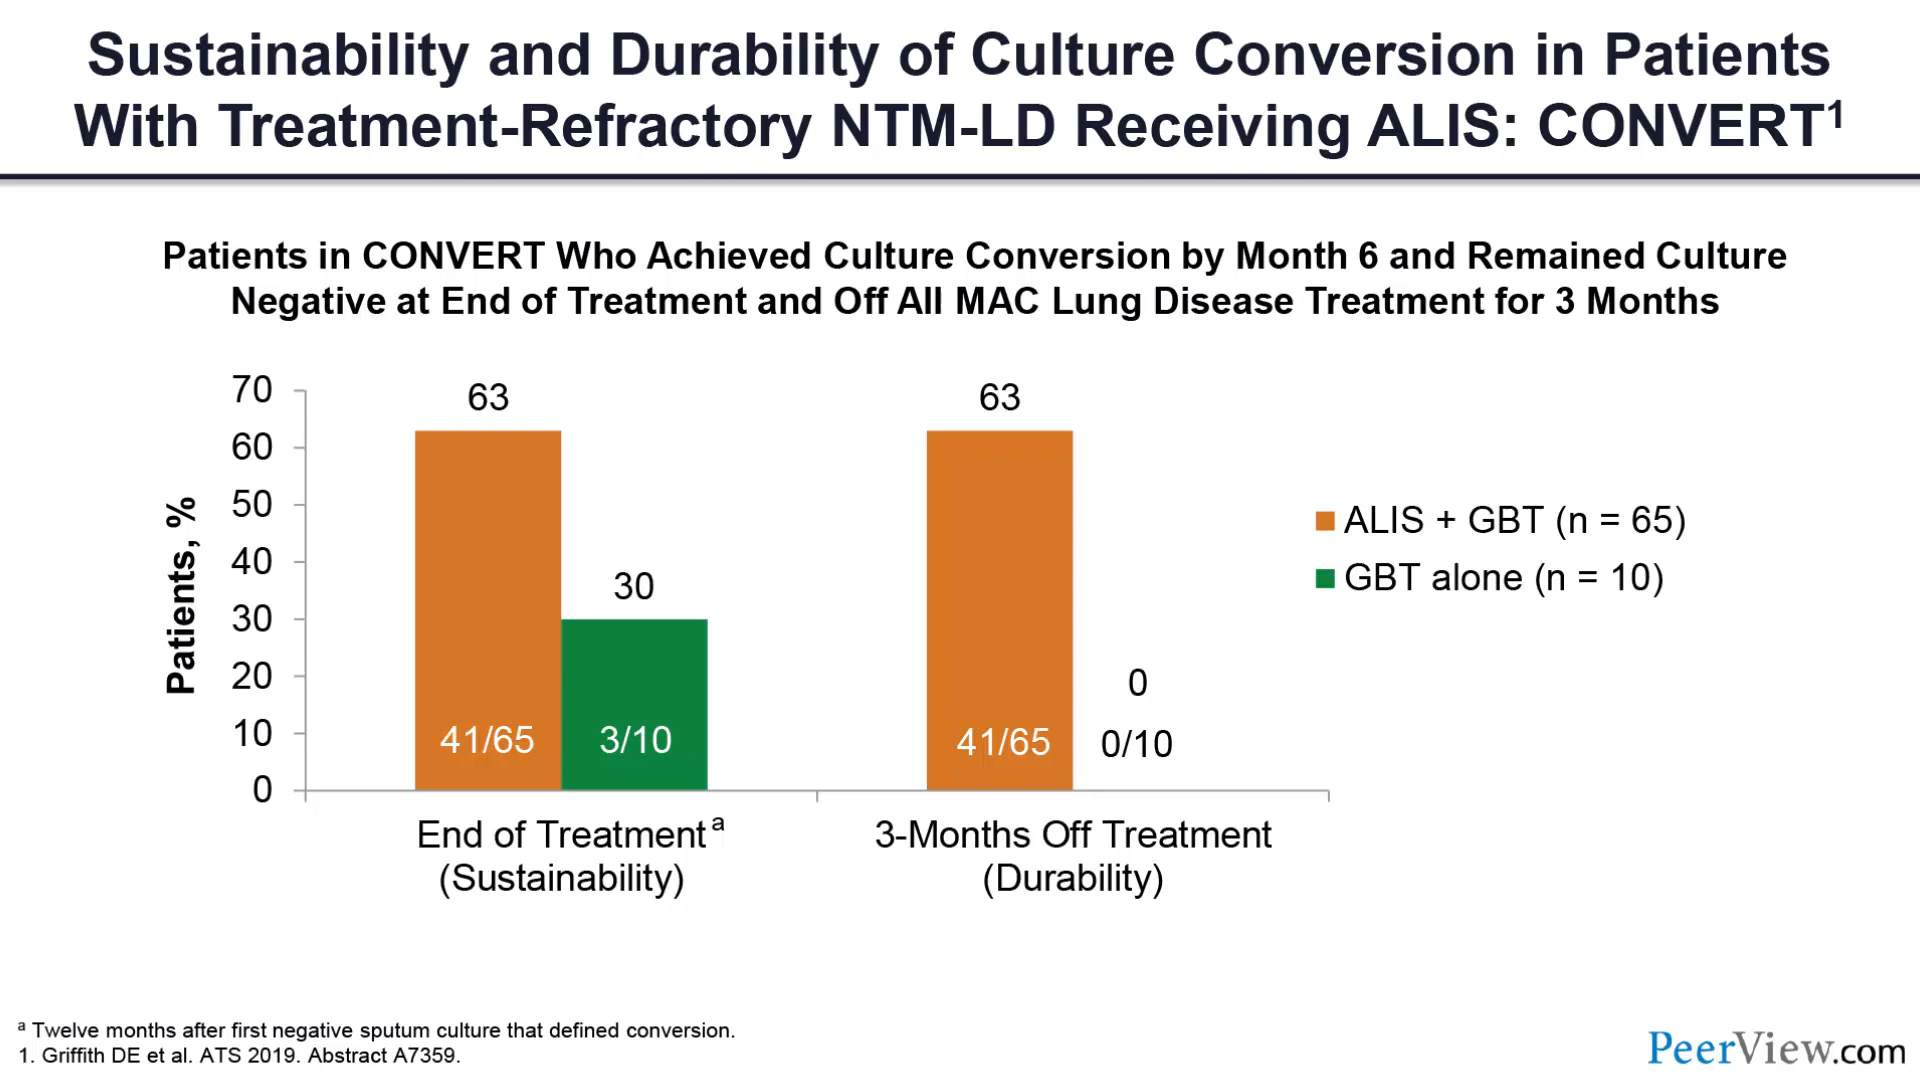 Sustainability and Durability of Culture Conversion in Patients
With Treatment-Refractory NTM-LD Receiving ALIS: CONVERT¹
Patients in CONVERT Who Achieved Culture Conversion by Month 6 and Remained Culture
Negative at End of Treatment and Off All MAC Lung Disease Treatment for 3 Months
Patients, %
70
60
50
40
30
20
10
0
63
30
41/65
3/10
63
0
41/65
0/10
End of Treatment ᵃ
(Sustainability)
3-Months Off Treatment
(Durability)
ALIS + GBT (n = 65)
GBT alone (n = 10)
ᵃ Twelve months after first negative sputum culture that defined conversion.
1. Griffith DE et al. ATS 2019. Abstract A7359.
PeerView.com